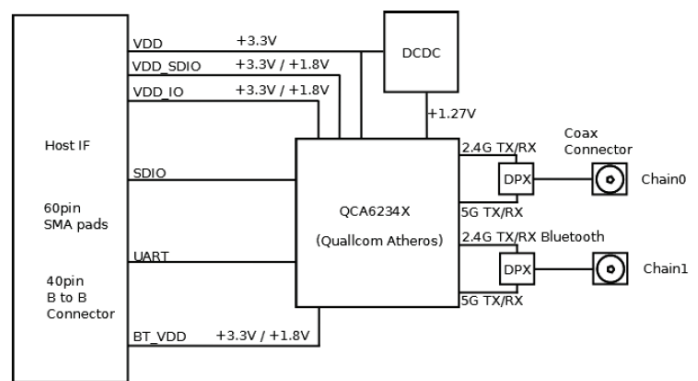 VDD +3.3V
VDD_SDIO +3.3V / +1.8V
VDD_IO +3.3V / +1.8V
DCDC
+1.27V
Host IF
60pin
SMA pads
40pin
B to B
Connector
SDIO
UART
BT_VDD +3.3V / +1.8V
QCA6234X
(Quallcom Atheros)
2.4G TX/RX
DPX
5G TX/RX
Coax
Connector
Chain0
2.4G TX/RX Bluetooth
DPX
5G TX/RX
Chain1